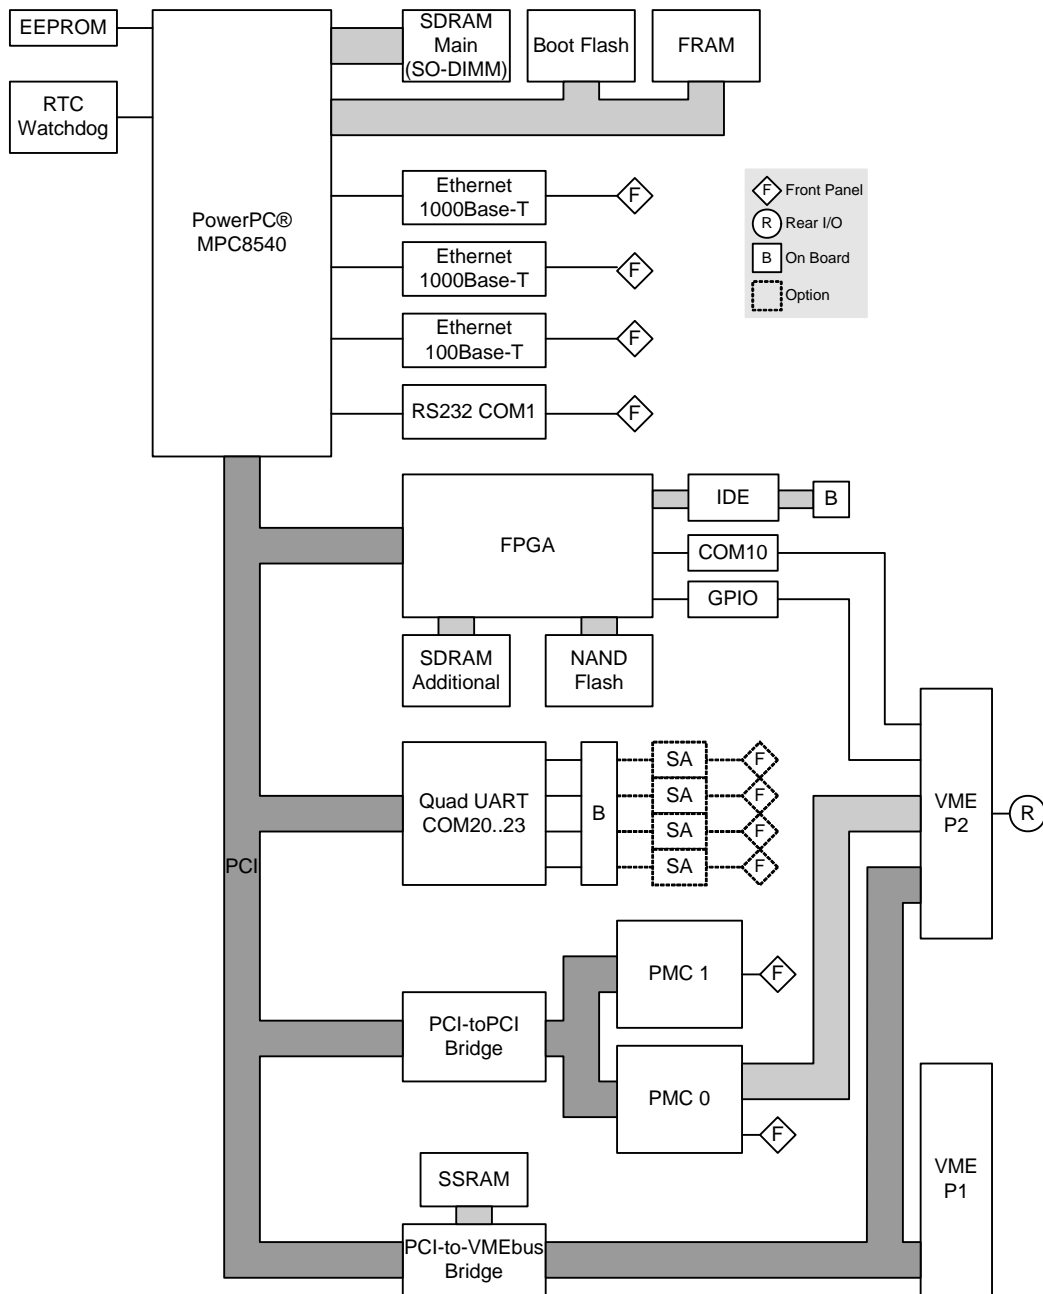 EEPROM
RTC
Watchdog
PowerPC®
MPC8540
SDRAM
Main
(SO-DIMM)
Boot Flash
FRAM
Ethernet
1000Base-T
F
Ethernet
1000Base-T
F
Ethernet
100Base-T
F
RS232 COM1
F
F Front Panel
R Rear I/O
B On Board
Option
FPGA
IDE
B
COM10
GPIO
SDRAM
Additional
NAND
Flash
Quad UART
COM20..23
B
SA
F
SA
F
SA
F
SA
F
VME
P2
R
PCI
PCI-toPCI
Bridge
PMC 1
F
PMC 0
F
SSRAM
PCI-to-VMEbus
Bridge
VME
P1